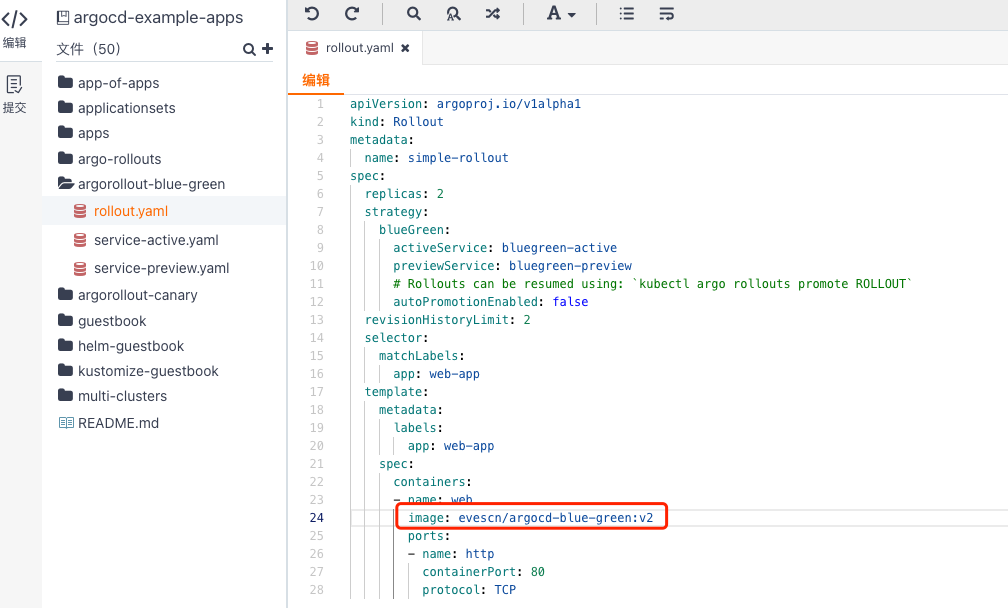 编辑
提交
argocd-example-apps
文件（50）
app-of-apps
applicationsets
apps
argo-rollouts
argorollout-blue-green
rollout.yaml
service-active.yaml
service-preview.yaml
argorollout-canary
guestbook
helm-guestbook
kustomize-guestbook
multi-clusters
README.md
A
rollout.yaml
编辑
1 apiVersion: argoproj.io/v1alpha1
2 kind: Rollout
3 metadata:
4 name: simple-rollout
5 spec:
6 replicas: 2
7 strategy:
8 blueGreen:
9 activeService: bluegreen-active
10 previewService: bluegreen-preview
11 # Rollouts can be resumed using: `kubectl argo rollouts promote ROLLOUT`
12 autoPromotionEnabled: false
13 revisionHistoryLimit: 2
14 selector:
15 matchLabels:
16 app: web-app
17 template:
18 metadata:
19 labels:
20 app: web-app
21 spec:
22 containers:
23 - name: web
24 image: evescn/argocd-blue-green:v2
25 ports:
26 - name: http
27 containerPort: 80
28 protocol: TCP